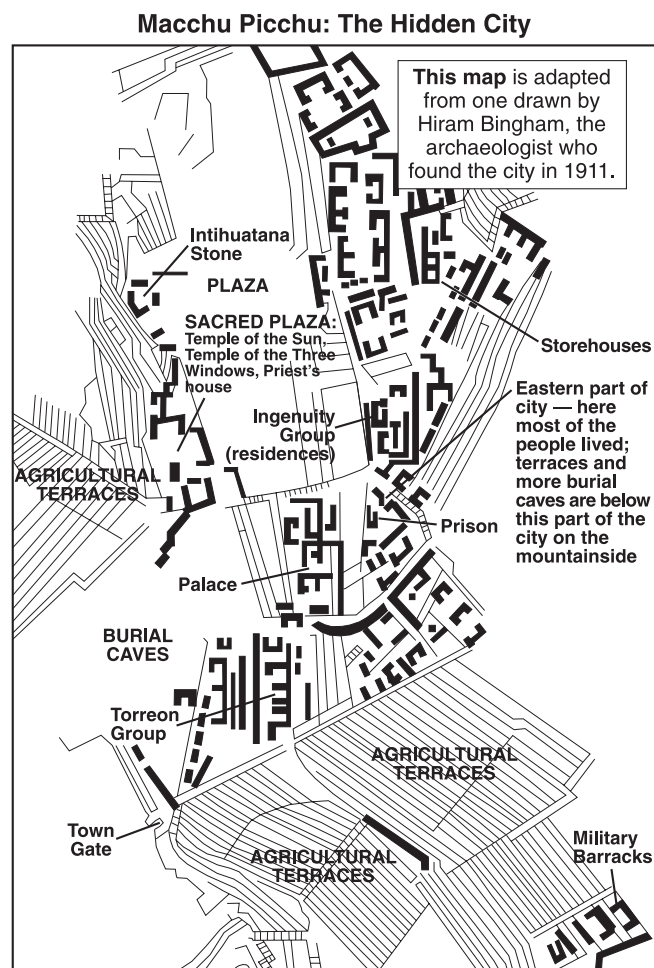 Macchu Picchu: The Hidden City
This map is adapted
from one drawn by
Hiram Bingham, the
archaeologist who
found the city in 1911.
Intihuatana
Stone
PLAZA
SACRED PLAZA:
Temple of the Sun,
Temple of the Three
Windows, Priest's
house
Storehouses
Ingenuity
Group
(residences)
Eastern part of
city — here
most of the
people lived;
terraces and
more burial
caves are below
this part of the
city on the
mountainside
AGRICULTURAL
TERRACES
Prison
Palace
BURIAL
CAVES
Torreon
Group
AGRICULTURAL
TERRACES
Town
Gate
AGRICULTURAL
TERRACES
Military
Barracks